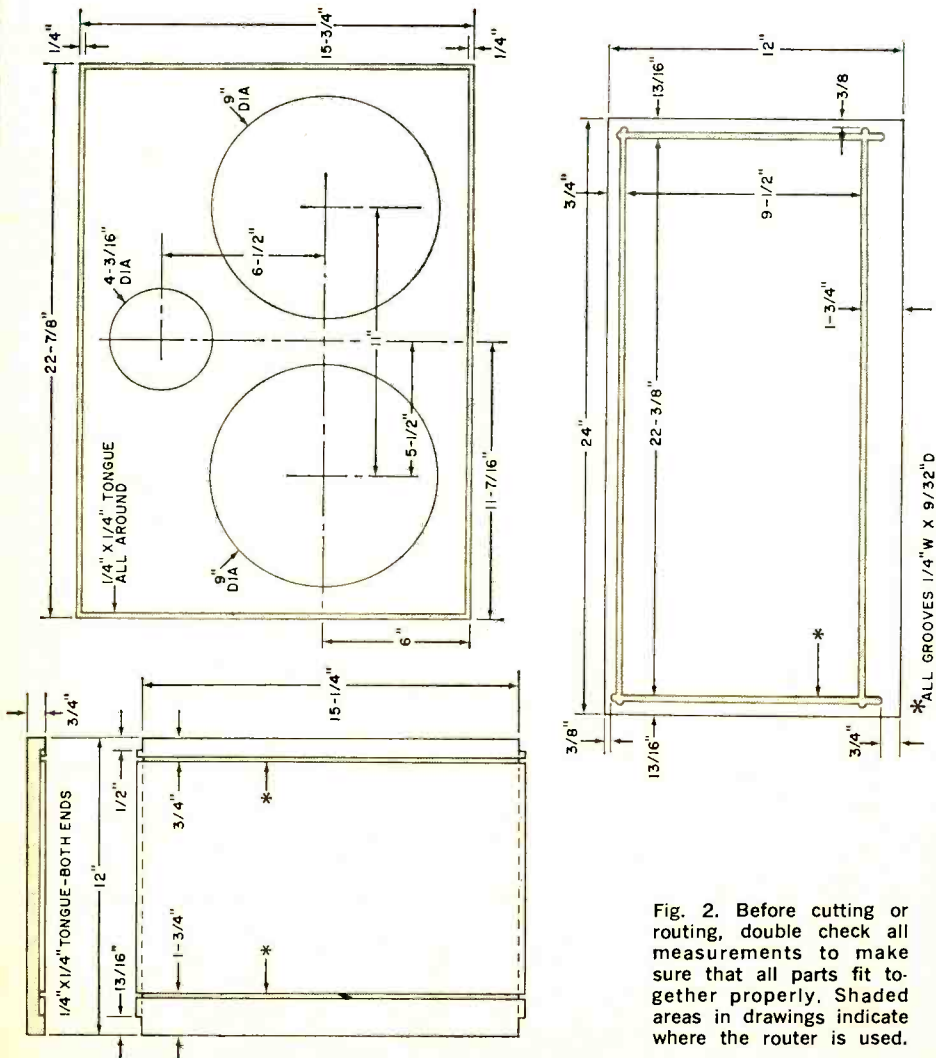 1/4"
15-3/4"
1/4"
22-7/8"
1/4" X 1/4" TONGUE
ALL AROUND
4-3/16"
DIA
9"
DIA
6-1/2"
11"
5-1/2"
11-7/16"
9"
DIA
6"
12"
13/16"
3/8
3/4"
9-1/2"
1-3/4"
24"
22-3/8"
*
3/8"
13/16"
3/4"
*ALL GROOVES 1/4" W X 9/32" D
3/4"
1/4" X 1/4" TONGUE-BOTH ENDS
12"
1/2"
13/16"
15-1/4"
3/4"
*
1-3/4"
*
*
Fig. 2. Before cutting or
routing, double check all
measurements to make
sure that all parts fit to-
gether properly. Shaded
areas in drawings indicate
where the router is used.